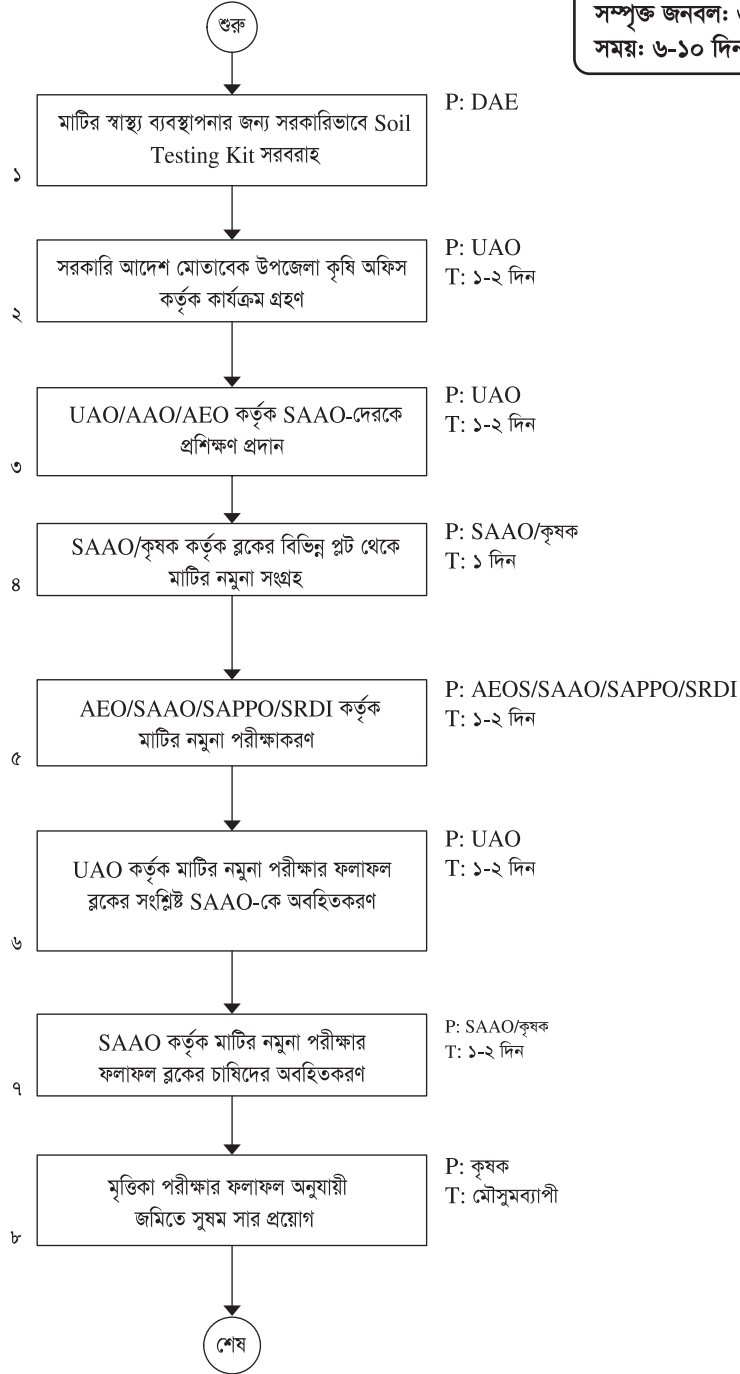 সম্পৃক্ত জনবল:
সময়: ৬-১০ দিন
শুরু
মাটির স্বাস্থ্য ব্যবস্থাপনার জন্য সরকারিভাবে Soil
Testing Kit সরবরাহ
১
P: DAE
সরকারি আদেশ মোতাবেক উপজেলা কৃষি অফিস
কর্তৃক কার্যক্রম গ্রহণ
২
P: UAO
T: ১-২ দিন
UAO/AAO/AEO কর্তৃক SAAO-দেরকে
প্রশিক্ষণ প্রদান
৩
P: UAO
T: ১-২ দিন
SAAO/কৃষক কর্তৃক ব্লকের বিভিন্ন প্লট থেকে
মাটির নমুনা সংগ্রহ
৪
P: SAAO/কৃষক
T: ১ দিন
AEO/SAAO/SAPPO/SRDI কর্তৃক
মাটির নমুনা পরীক্ষাকরণ
৫
P: AEOS/SAAO/SAPPO/SRDI
T: ১-২ দিন
UAO কর্তৃক মাটির নমুনা পরীক্ষার ফলাফল
ব্লকের সংশ্লিষ্ট SAAO-কে অবহিতকরণ
৬
P: UAO
T: ১-২ দিন
SAAO কর্তৃক মাটির নমুনা পরীক্ষার
ফলাফল ব্লকের চাষিদের অবহিতকরণ
৭
P: SAAO/কৃষক
T: ১-২ দিন
মৃত্তিকা পরীক্ষার ফলাফল অনুযায়ী
জমিতে সুষম সার প্রয়োগ
৮
P: কৃষক
T: মৌসুমব্যাপী
শেষ